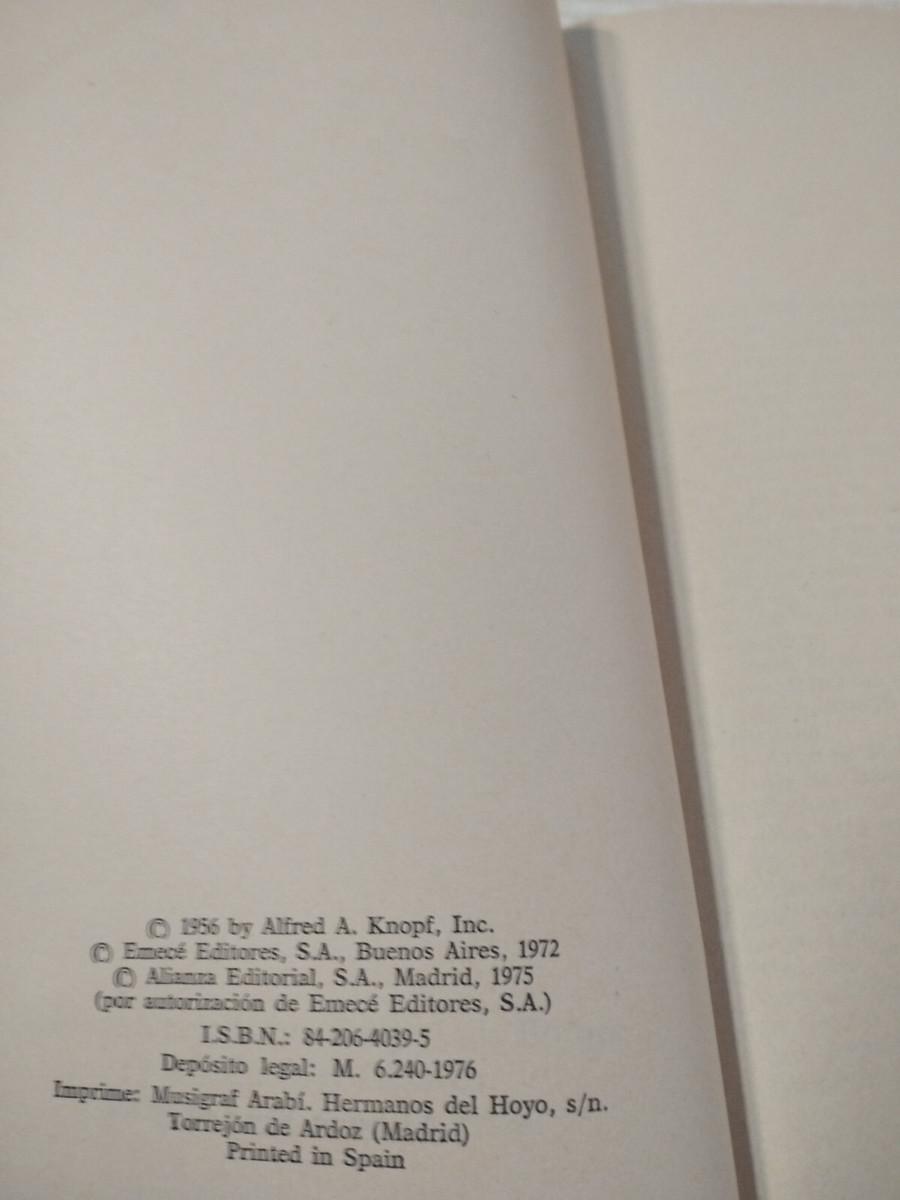 © 1956 by Alfred A. Knopf, Inc.
© Emecé Editores, S.A., Buenos Aires, 1972
© Alianza Editorial, S.A., Madrid, 1975
(por autorización de Emecé Editores, S.A.)
I.S.B.N.: 84-206-4039-5
Depósito legal: M. 6.240-1976
Imprime: Musigraf Arabí. Hermanos del Hoyo, s/n.
Torrejón de Ardoz (Madrid)
Printed in Spain